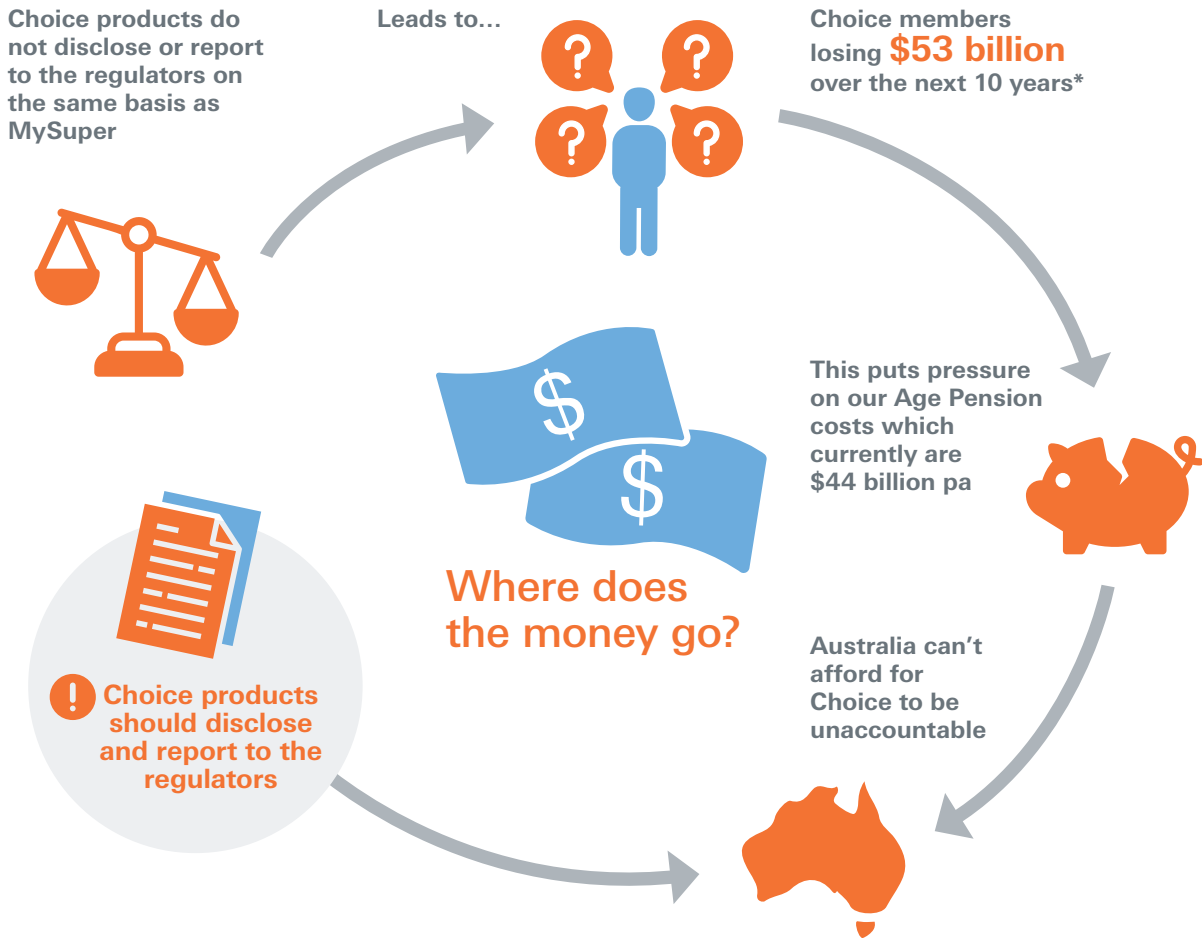 Choice products do
not disclose or report
to the regulators on
the same basis as
MySuper
Leads to...
? ? ? ?
Choice members
losing $53 billion
over the next 10 years*
This puts pressure
on our Age Pension
costs which
currently are
$44 billion pa
Australia can't
afford for
Choice to be
unaccountable
$
$
Where does
the money go?
! Choice products
should disclose
and report to the
regulators